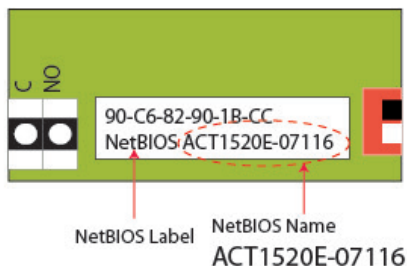 C NO
90-C6-82-90-1B-CC
NetBIOS ACT1520E-07116
NetBIOS Label
NetBIOS Name
ACT1520E-07116